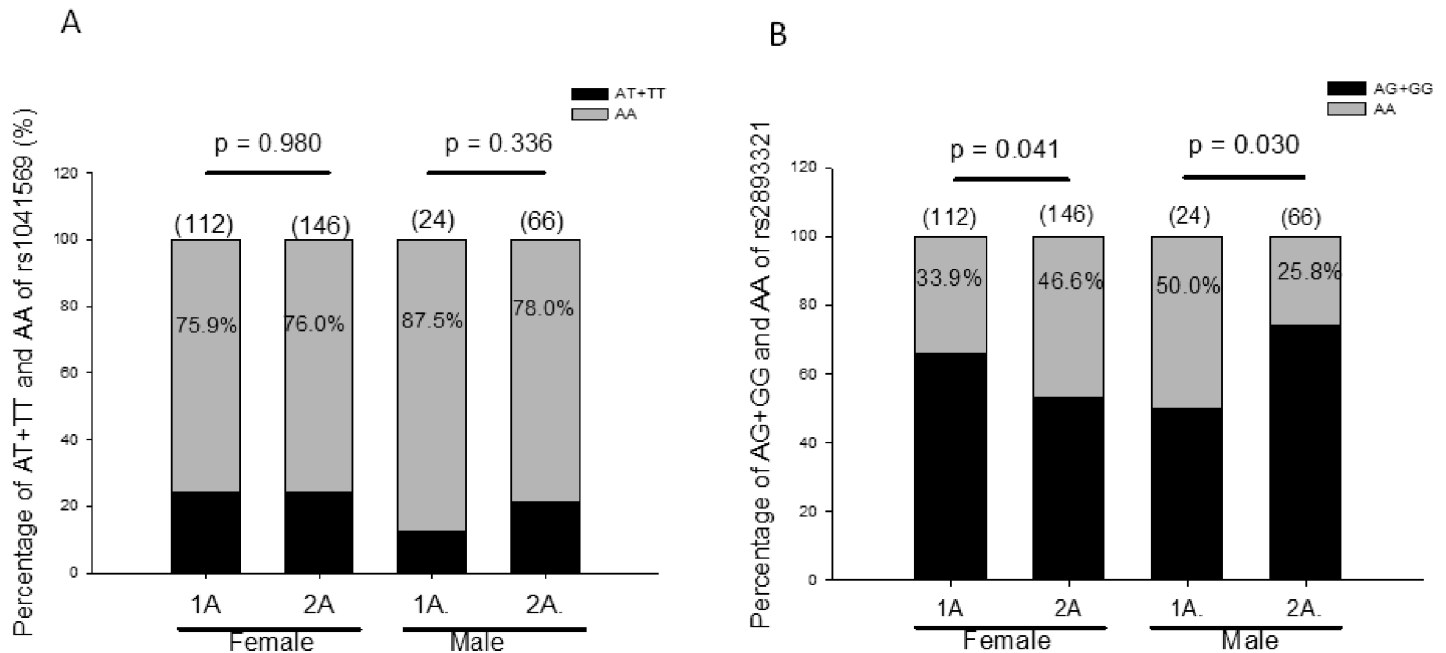 A
AT+TT
AA
p = 0.980
p = 0.336
Percentage of AT+TT and AA of rs1041569 (%)
120
100
80
60
40
20
0
(112)
(146)
(24)
(66)
75.9%
76.0%
87.5%
78.0%
1A
2A
1A.
2A.
Female
Male
B
AG+GG
AA
p = 0.041
p = 0.030
Percentage of AG+GG and AA of rs2893321
120
100
80
60
40
20
0
(112)
(146)
(24)
(66)
33.9%
46.6%
50.0%
25.8%
1A
2A
1A.
2A.
Female
Male